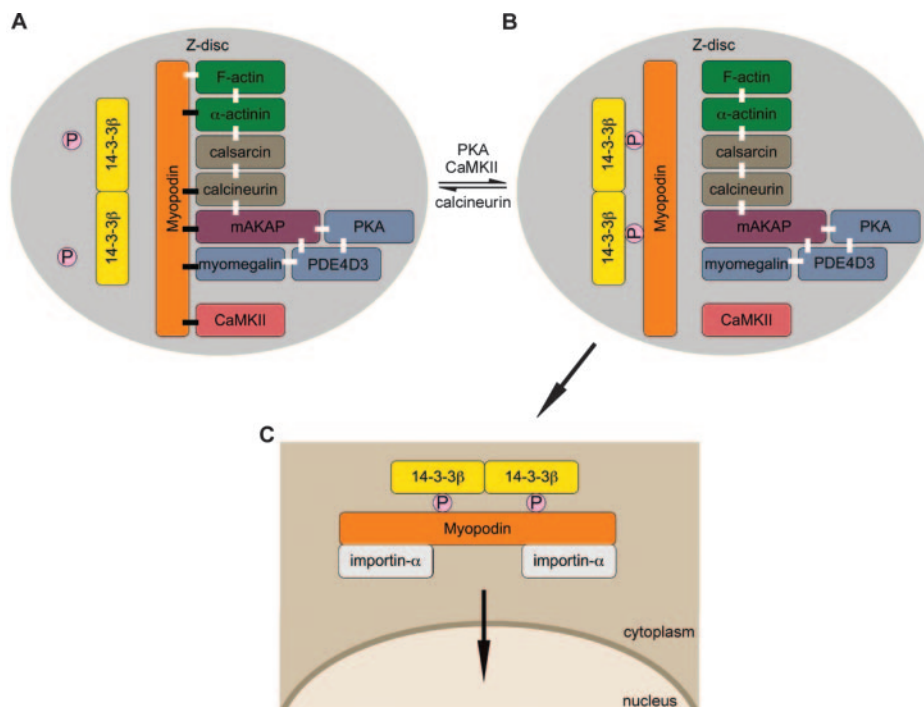 A
Z-disc
P
P
14-3-3β
14-3-3β
Myopodin
F-actin
α-actinin
calsarcin
calcineurin
mAKAP
PKA
myomegalin
PDE4D3
CaMKII
PKA
CaMKII
calcineurin
B
Z-disc
14-3-3β
14-3-3β
P
P
Myopodin
F-actin
α-actinin
calsarcin
calcineurin
mAKAP
PKA
myomegalin
PDE4D3
CaMKII
C
14-3-3β
14-3-3β
P
P
Myopodin
importin-α
importin-α
cytoplasm
nucleus